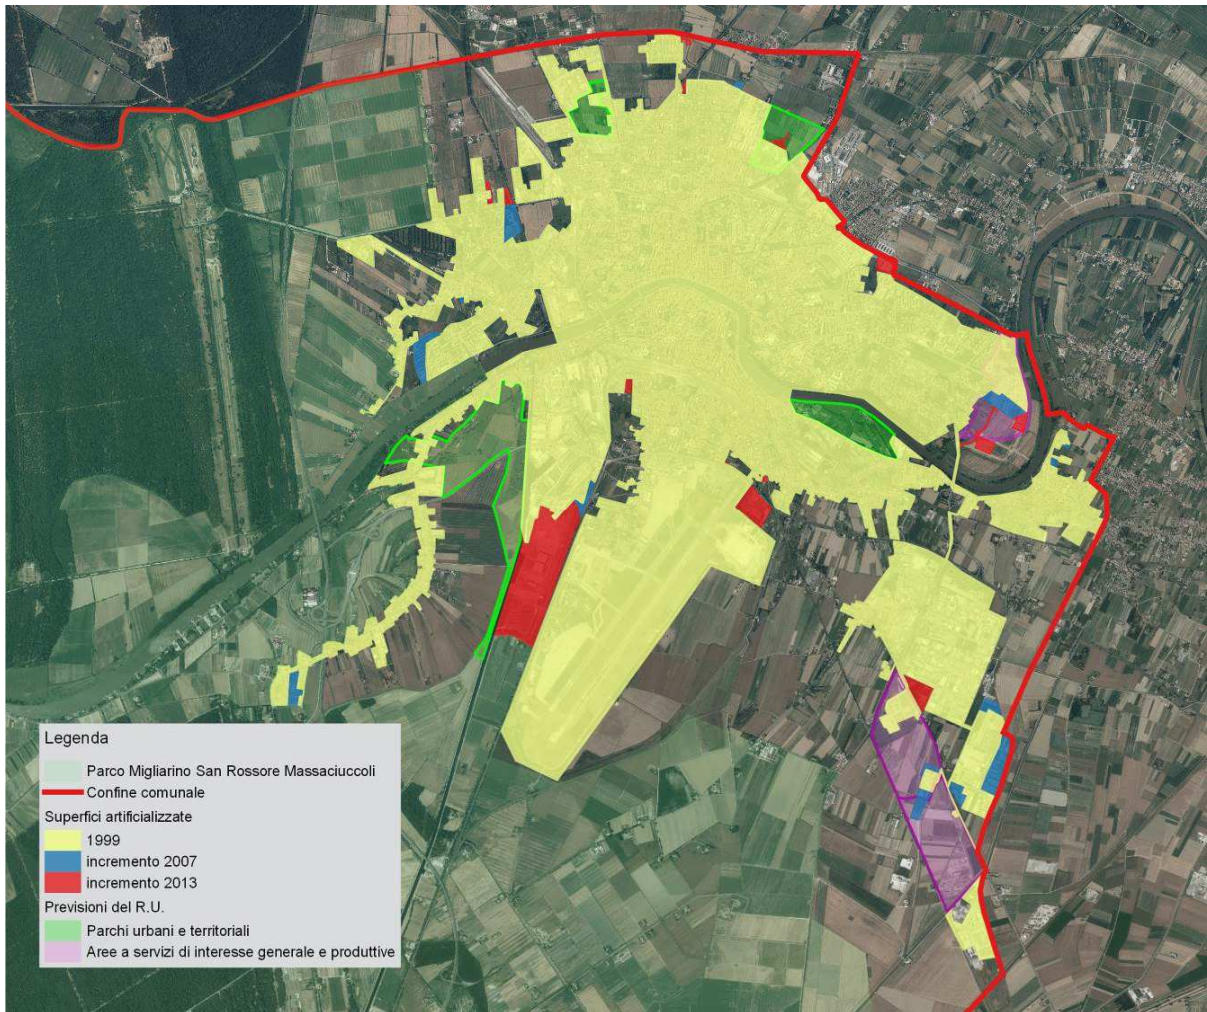 Legenda
Parco Migliarino San Rossore Massaciuccoli
Confine comunale
Superfici artificializzate
1999
incremento 2007
incremento 2013
Previsioni del R.U.
Parchi urbani e territoriali
Aree a servizi di interesse generale e produttive